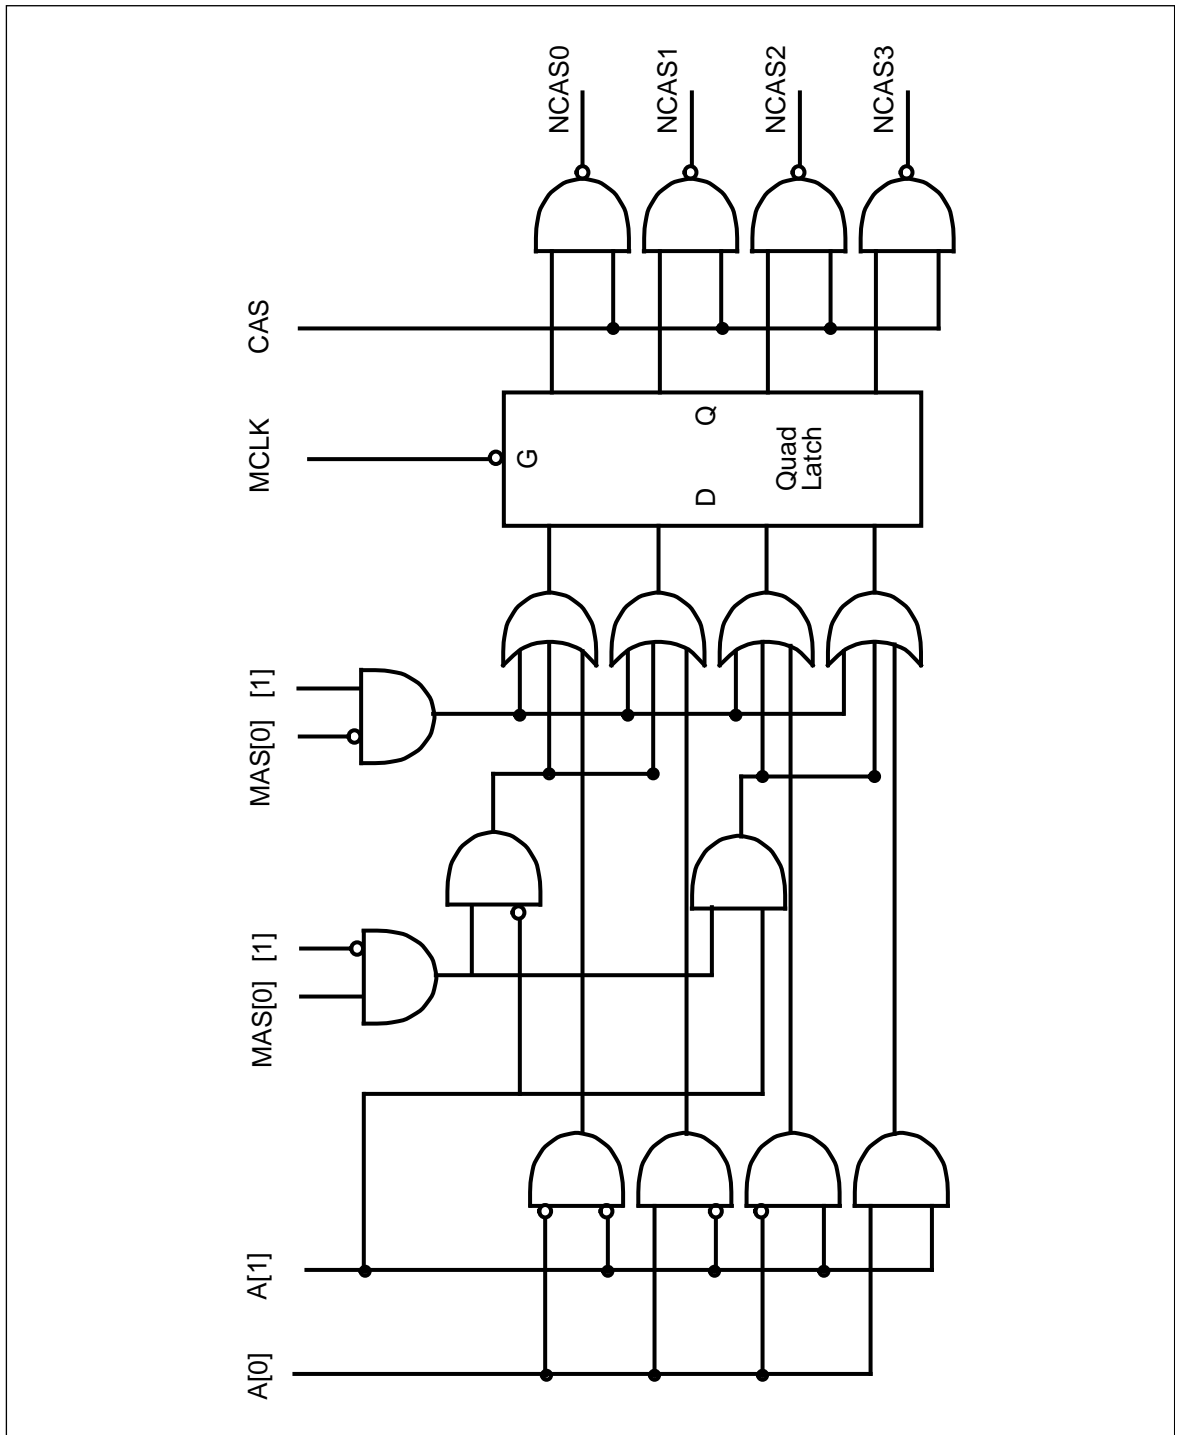 NCAS0
NCAS1
NCAS2
NCAS3
CAS
MCLK
G
D
Q
Quad
Latch
MAS[0] [1]
MAS[0] [1]
A[1]
A[0]